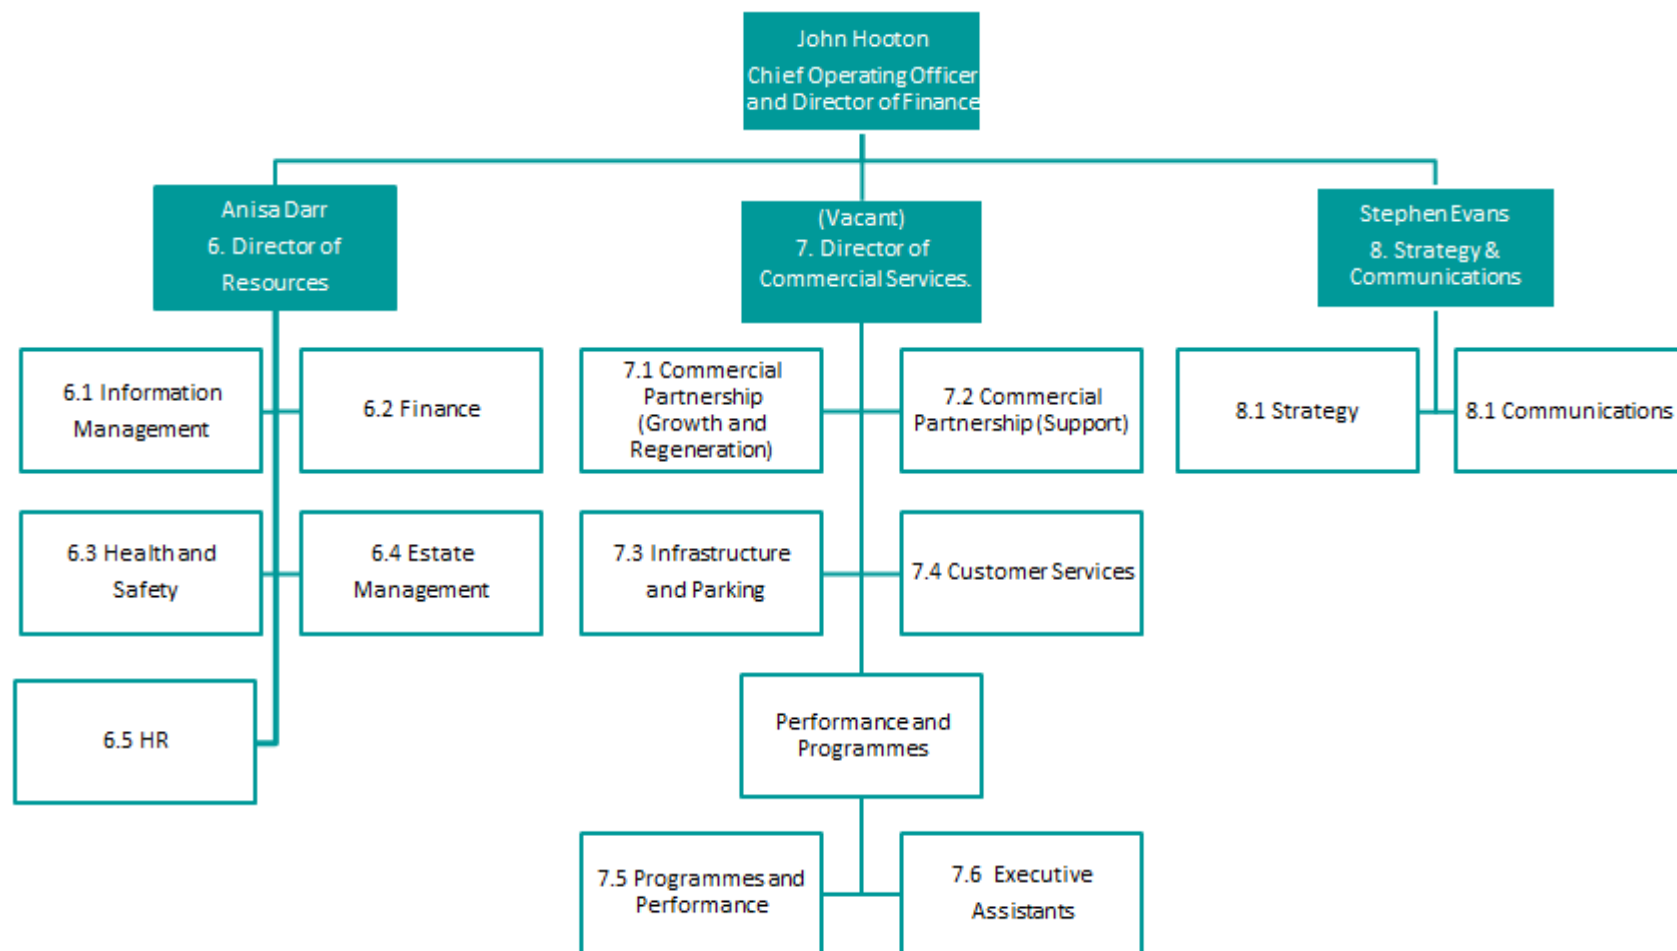 John Hooton
Chief Operating Officer
and Director of Finance
Anisa Darr
6. Director of
Resources
(Vacant)
7. Director of
Commercial Services.
Stephen Evans
8. Strategy &
Communications
6.1 Information
Management
6.2 Finance
7.1 Commercial
Partnership
(Growth and
Regeneration)
7.2 Commercial
Partnership (Support)
8.1 Strategy
8.1 Communications
6.3 Health and
Safety
6.4 Estate
Management
7.3 Infrastructure
and Parking
7.4 Customer Services
6.5 HR
Performance and
Programmes
7.5 Programmes and
Performance
7.6 Executive
Assistants